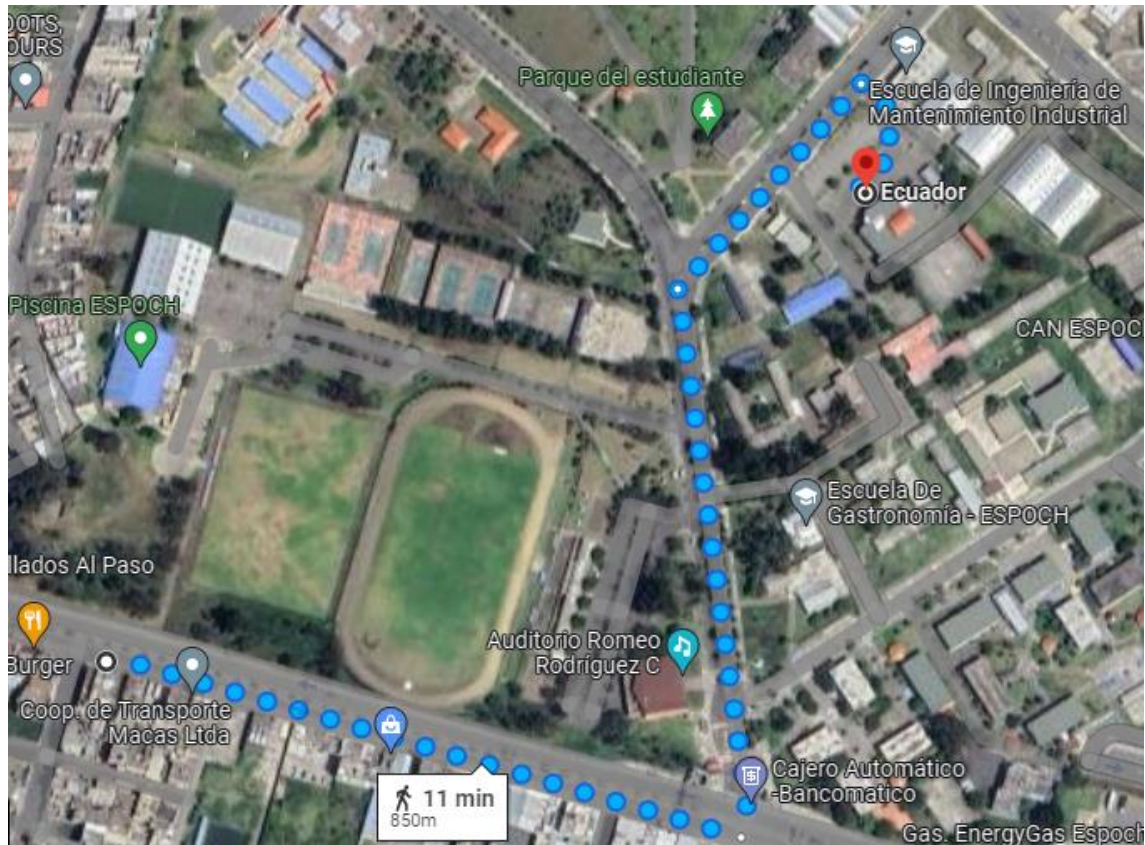 OOTS,
OURS
Parque del estudiante
Escuela de Ingeniería de
Mantenimiento Industrial
Ecuador
Piscina ESPOCH
CAN ESPOC
Escuela De
Gastronomía - ESPOCH
llados Al Paso
Burger
Auditorio Romeo
Rodríguez C
Coop. de Transporte
Macas Ltda
11 min
850m
Cajero Automático
-Bancomatico
Gas. EnergyGas Espoch